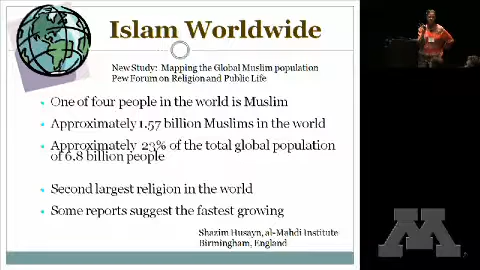 Islam Worldwide
New Study: Mapping the Global Muslim population
Pew Forum on Religion and Public Life
One of four people in the world is Muslim
Approximately 1.57 billion Muslims in the world
Approximately 23% of the total global population
of 6.8 billion people
Second largest religion in the world
Some reports suggest the fastest growing
Shazim Husayn, al-Mahdi Institute
Birmingham, England
M